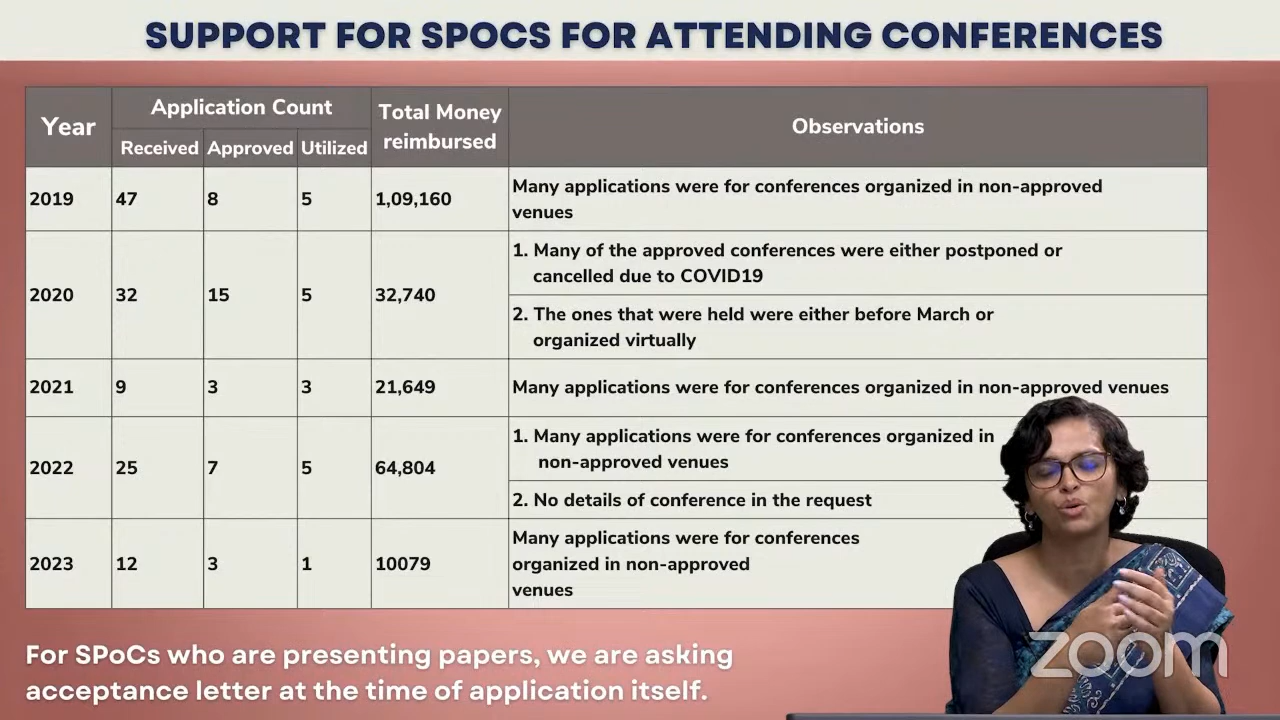 SUPPORT FOR SPOCS FOR ATTENDING CONFERENCES
Year
Application Count
Total Money
reimbursed
Observations
Received
Approved
Utilized
2019
47
8
5
1,09,160
Many applications were for conferences organized in non-approved
venues
2020
32
15
5
32,740
1. Many of the approved conferences were either postponed or
cancelled due to COVID19
2. The ones that were held were either before March or
organized virtually
2021
9
3
3
21,649
Many applications were for conferences organized in non-approved venues
2022
25
7
5
64,804
1. Many applications were for conferences organized in
non-approved venues
2. No details of conference in the request
2023
12
3
1
10079
Many applications were for conferences
organized in non-approved
venues
For SPoCs who are presenting papers, we are asking
acceptance letter at the time of application itself.
zoom